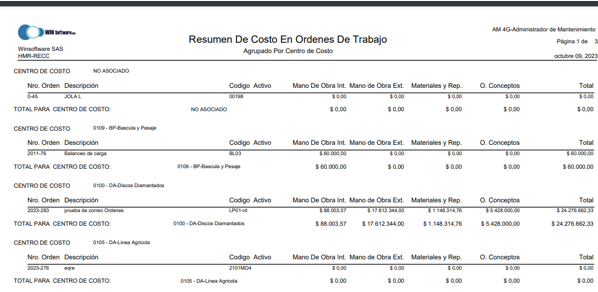 WIN Software SAS
AM 4G-Administrador de Mantenimiento
Resumen De Costo En Ordenes De Trabajo
Página 1 de 3
Winsoftware SAS
Agrupado Por Centro de Costo
HMR-RECC
octubre 09, 2023
CENTRO DE COSTO NO ASOCIADO
Nro. Orden Descripción Codigo Activo Mano De Obra Int. Mano de Obra Ext. Materiales y Rep. O. Conceptos Total
0-45 JOLA-L 00198 $ 0,00 $ 0,00 $ 0,00 $ 0,00 $ 0,00
TOTAL PARA CENTRO DE COSTO: NO ASOCIADO $ 0,00 $ 0,00 $ 0,00 $ 0,00 $ 0,00
CENTRO DE COSTO 0109 - BP-Bascula y Pesaje
Nro. Orden Descripción Codigo Activo Mano De Obra Int. Mano de Obra Ext. Materiales y Rep. O. Conceptos Total
2011-76 Balanceo de carga BL03 $ 60.000,00 $ 0,00 $ 0,00 $ 0,00 $ 60.000,00
TOTAL PARA CENTRO DE COSTO: 0109 - BP-Bascula y Pesaje $ 60.000,00 $ 0,00 $ 0,00 $ 0,00 $ 60.000,00
CENTRO DE COSTO 0100 - DA-Discos Diamantados
Nro. Orden Descripción Codigo Activo Mano De Obra Int. Mano de Obra Ext. Materiales y Rep. O. Conceptos Total
2023-283 prueba de correo Ordenes LP01-rd $ 88.003,57 $ 17.612.344,00 $ 1.148.314,76 $ 5.428.000,00 $ 24.276.662,33
TOTAL PARA CENTRO DE COSTO: 0100 - DA-Discos Diamantados $ 88.003,57 $ 17.612.344,00 $ 1.148.314,76 $ 5.428.000,00 $ 24.276.662,33
CENTRO DE COSTO 0105 - DA-Linea Agrícola
Nro. Orden Descripción Codigo Activo Mano De Obra Int. Mano de Obra Ext. Materiales y Rep. O. Conceptos Total
2023-276 eqre 2101MO4 $ 0,00 $ 0,00 $ 0,00 $ 0,00 $ 0,00
TOTAL PARA CENTRO DE COSTO: 0105 - DA-Linea Agrícola $ 0,00 $ 0,00 $ 0,00 $ 0,00 $ 0,00